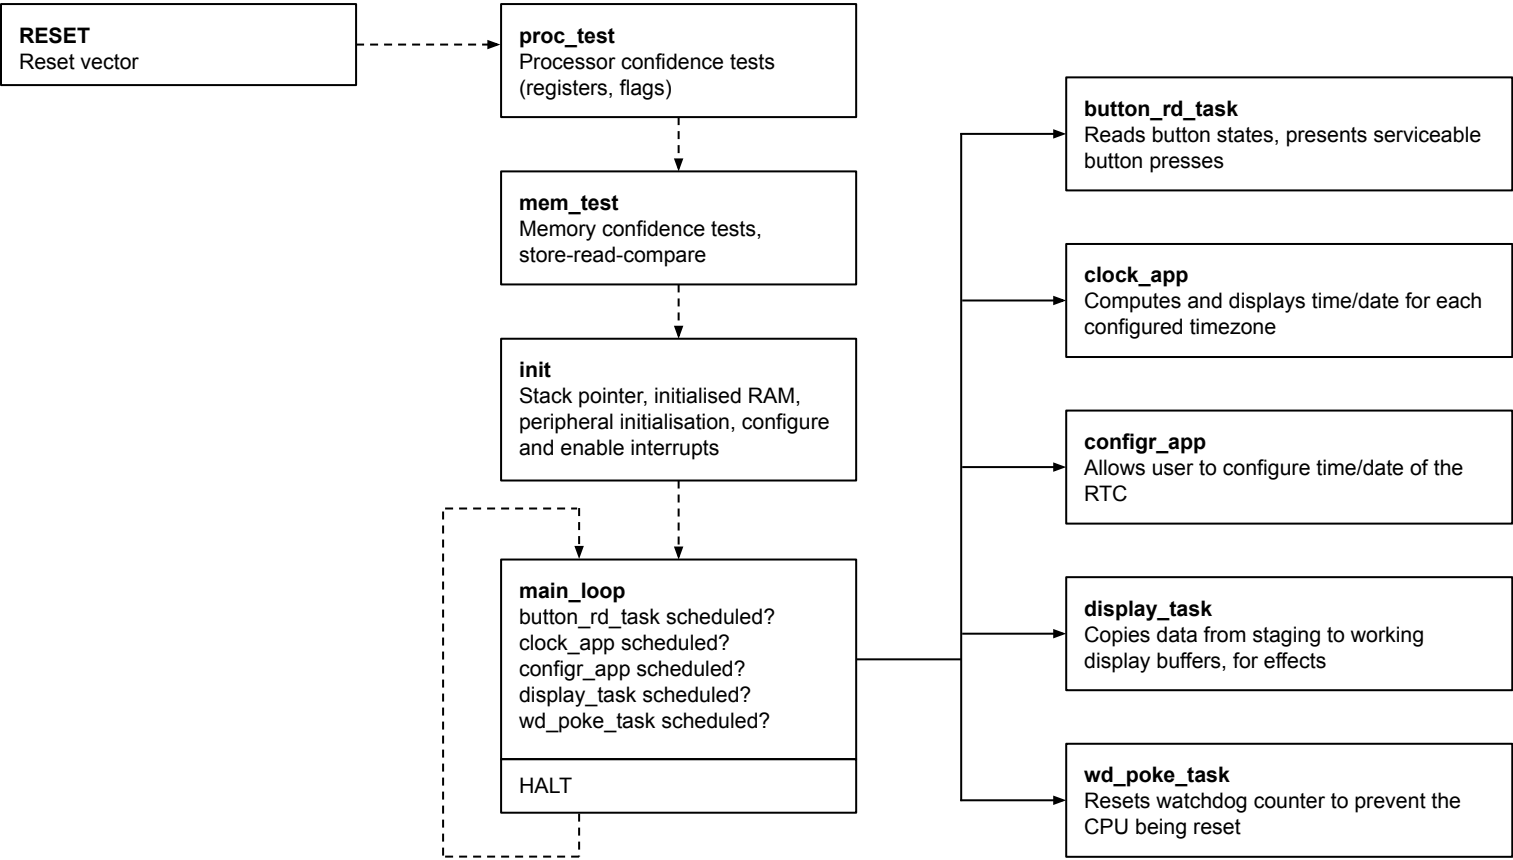 RESET
Reset vector
proc_test
Processor confidence tests
(registers, flags)
mem_test
Memory confidence tests,
store-read-compare
init
Stack pointer, initialised RAM,
peripheral initialisation, configure
and enable interrupts
main_loop
button_rd_task scheduled?
clock_app scheduled?
configr_app scheduled?
display_task scheduled?
wd_poke_task scheduled?
HALT
button_rd_task
Reads button states, presents serviceable
button presses
clock_app
Computes and displays time/date for each
configured timezone
configr_app
Allows user to configure time/date of the
RTC
display_task
Copies data from staging to working
display buffers, for effects
wd_poke_task
Resets watchdog counter to prevent the
CPU being reset